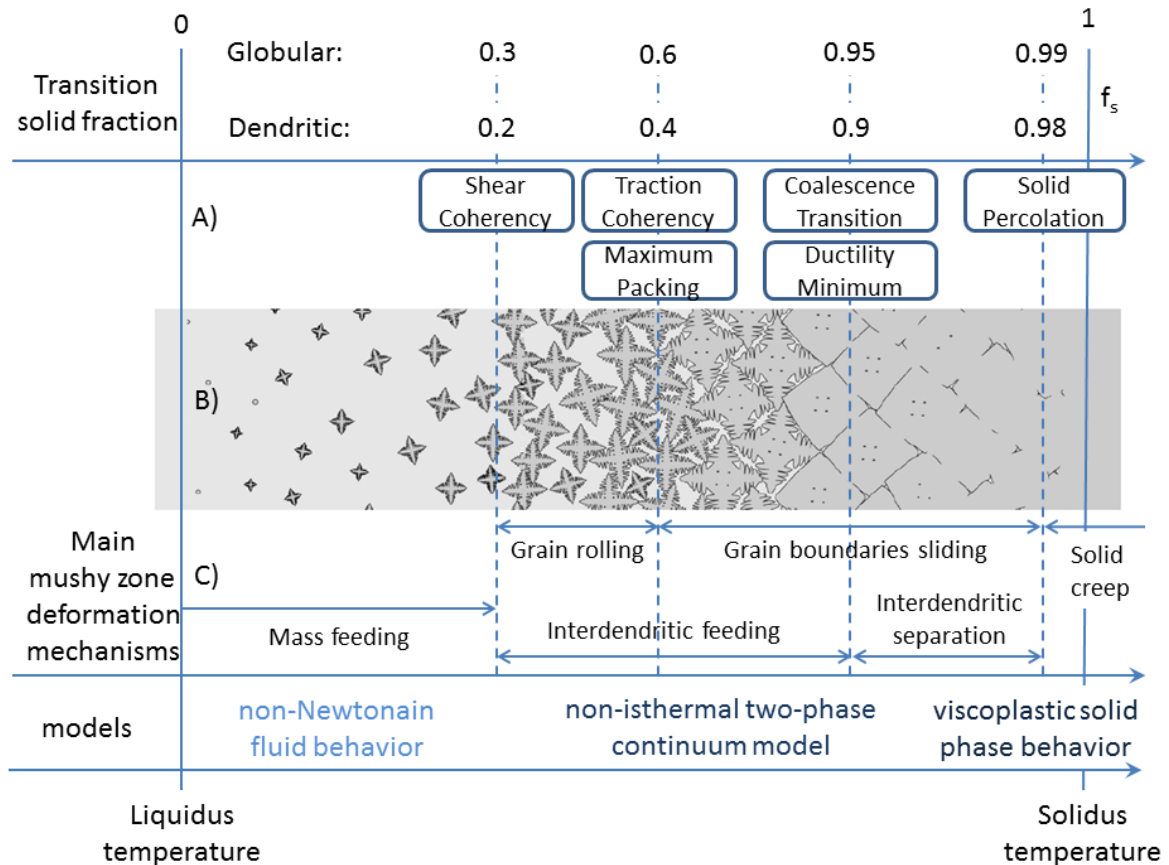 0
1
Globular:
0.3
0.6
0.95
0.99
Transition
solid fraction
fs
Dendritic:
0.2
0.4
0.9
0.98
A)
Shear
Coherency
Traction
Coherency
Coalescence
Transition
Solid
Percolation
Maximum
Packing
Ductility
Minimum
B)
Main
mushy zone
deformation
mechanisms
C)
Grain rolling
Grain boundaries sliding
Solid
creep
Mass feeding
Interdendritic feeding
Interdendritic
separation
models
non-Newtonain
fluid behavior
non-isthermal two-phase
continuum model
viscoplastic solid
phase behavior
Liquidus
temperature
Solidus
temperature